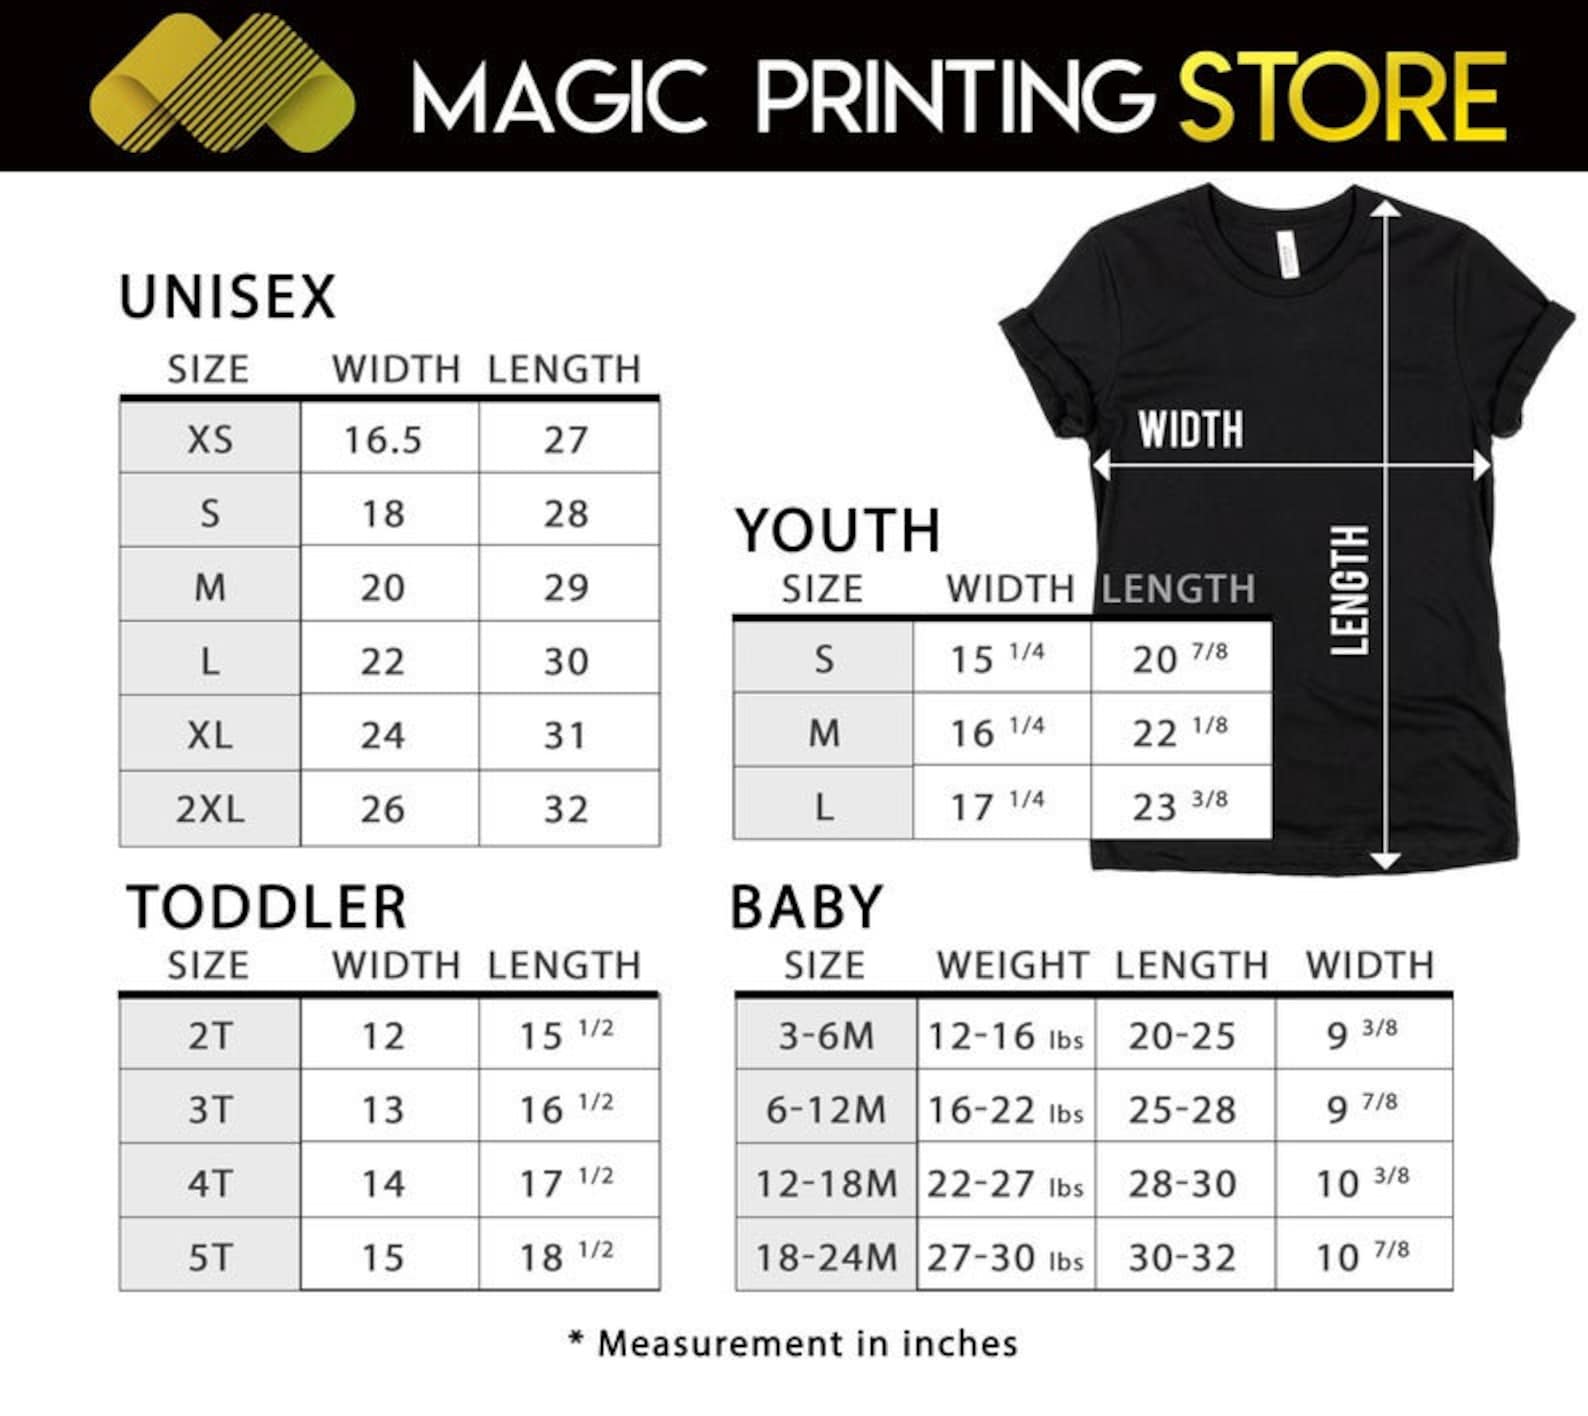 MAGIC PRINTING STORE
UNISEX
SIZE WIDTH LENGTH
XS 16.5 27
S 18 28
M 20 29
L 22 30
XL 24 31
2XL 26 32
WIDTH
LENGTH
YOUTH
SIZE WIDTH LENGTH
S 15 1/4 20 7/8
M 16 1/4 22 1/8
L 17 1/4 23 3/8
TODDLER
SIZE WIDTH LENGTH
2T 12 15 1/2
3T 13 16 1/2
4T 14 17 1/2
5T 15 18 1/2
BABY
SIZE WEIGHT LENGTH WIDTH
3-6M 12-16 lbs 20-25 9 3/8
6-12M 16-22 lbs 25-28 9 7/8
12-18M 22-27 lbs 28-30 10 3/8
18-24M 27-30 lbs 30-32 10 7/8
* Measurement in inches